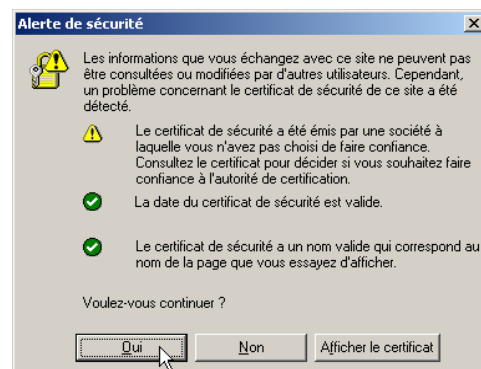 Alerte de sécurité
Les informations que vous échangez avec ce site ne peuvent pas
être consultées ou modifiées par d'autres utilisateurs. Cependant,
un problème concernant le certificat de sécurité de ce site a été
détecté.
Le certificat de sécurité a été émis par une société à
laquelle vous n'avez pas choisi de faire confiance.
Consultez le certificat pour décider si vous souhaitez faire
confiance à l'autorité de certification.
La date du certificat de sécurité est valide.
Le certificat de sécurité a un nom valide qui correspond au
nom de la page que vous essayez d'afficher.
Voulez-vous continuer ?
Oui Non Afficher le certificat